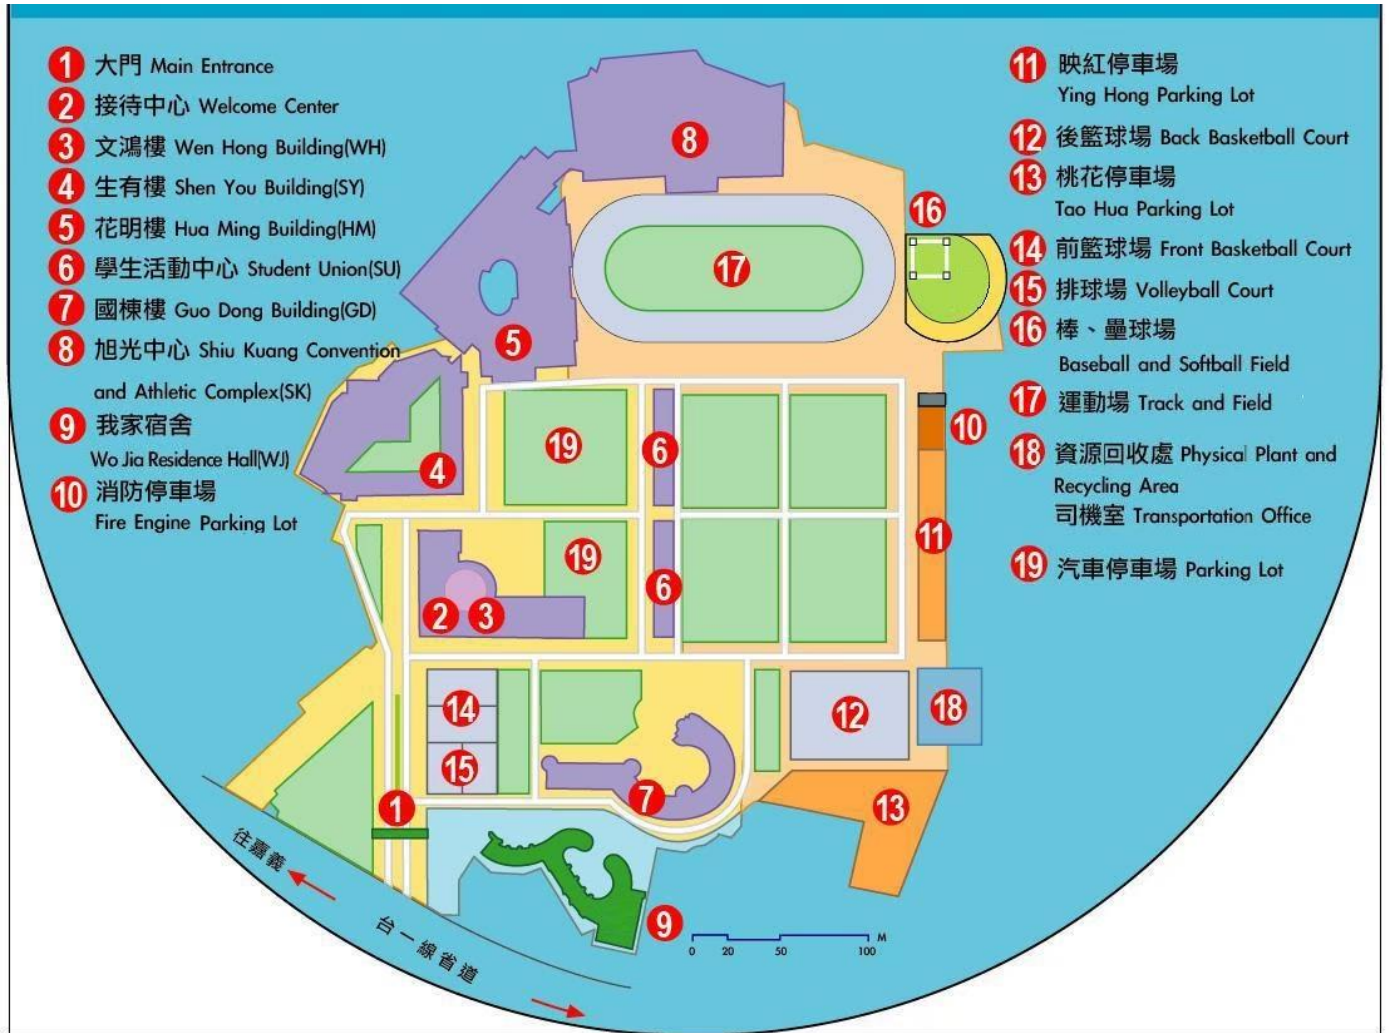 1 大門 Main Entrance
2 接待中心 Welcome Center
3 文鴻樓 Wen Hong Building(WH)
4 生有樓 Shen You Building(SY)
5 花明樓 Hua Ming Building(HM)
6 學生活動中心 Student Union(SU)
7 國棟樓 Guo Dong Building(GD)
8 旭光中心 Shiu Kuang Convention
and Athletic Complex(SK)
9 我家宿舍
Wo Jia Residence Hall(WJ)
10 消防停車場
Fire Engine Parking Lot
11 映紅停車場
Ying Hong Parking Lot
12 後籃球場 Back Basketball Court
13 桃花停車場
Tao Hua Parking Lot
14 前籃球場 Front Basketball Court
15 排球場 Volleyball Court
16 棒、壘球場
Baseball and Softball Field
17 運動場 Track and Field
18 資源回收處 Physical Plant and
Recycling Area
司機室 Transportation Office
19 汽車停車場 Parking Lot
8
16
17
5
19
6
4
10
19
11
6
2 3
14
12
18
15
7
1
13
9
往嘉義
台一線省道
0 20 50 100 M